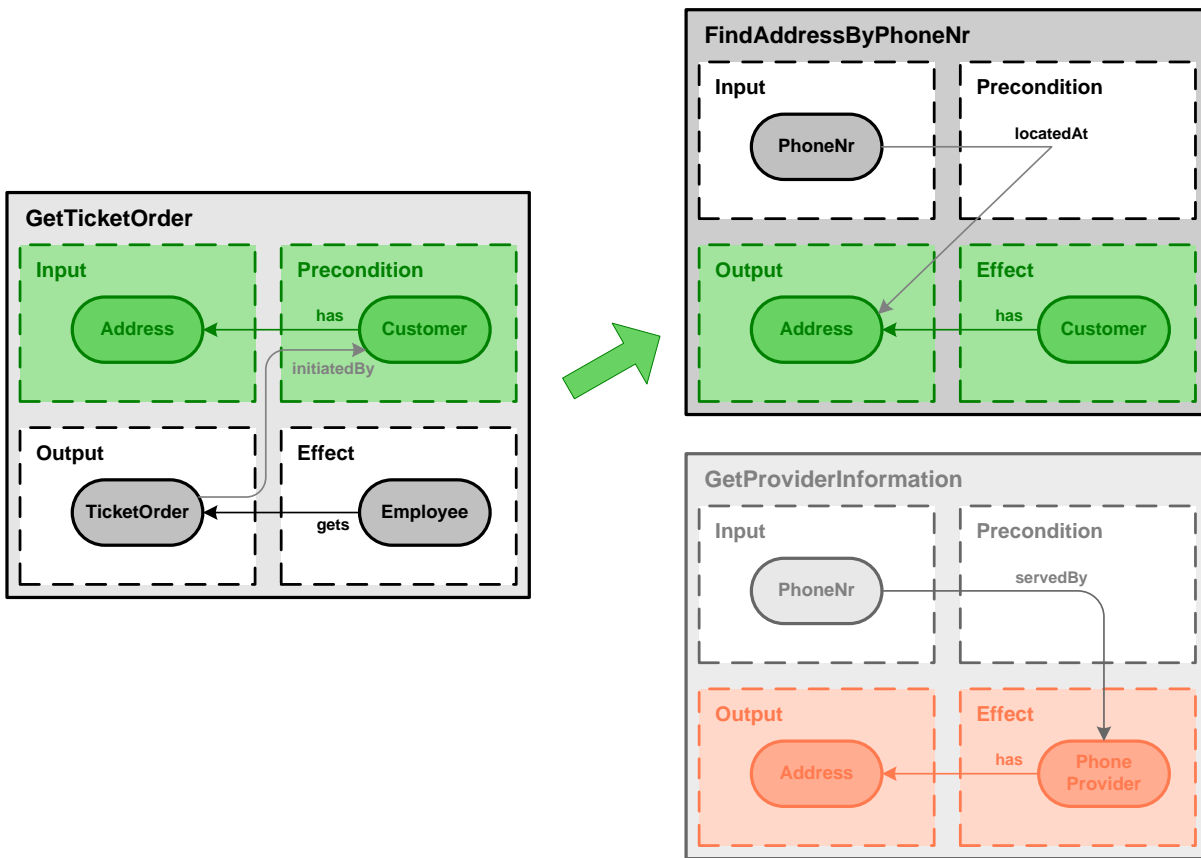 GetTicketOrder
Input
Precondition
Address
has
Customer
initiatedBy
Output
Effect
TicketOrder
gets
Employee
FindAddressByPhoneNr
Input
Precondition
PhoneNr
locatedAt
Output
Effect
Address
has
Customer
GetProviderInformation
Input
Precondition
PhoneNr
servedBy
Output
Effect
Address
has
Phone
Provider